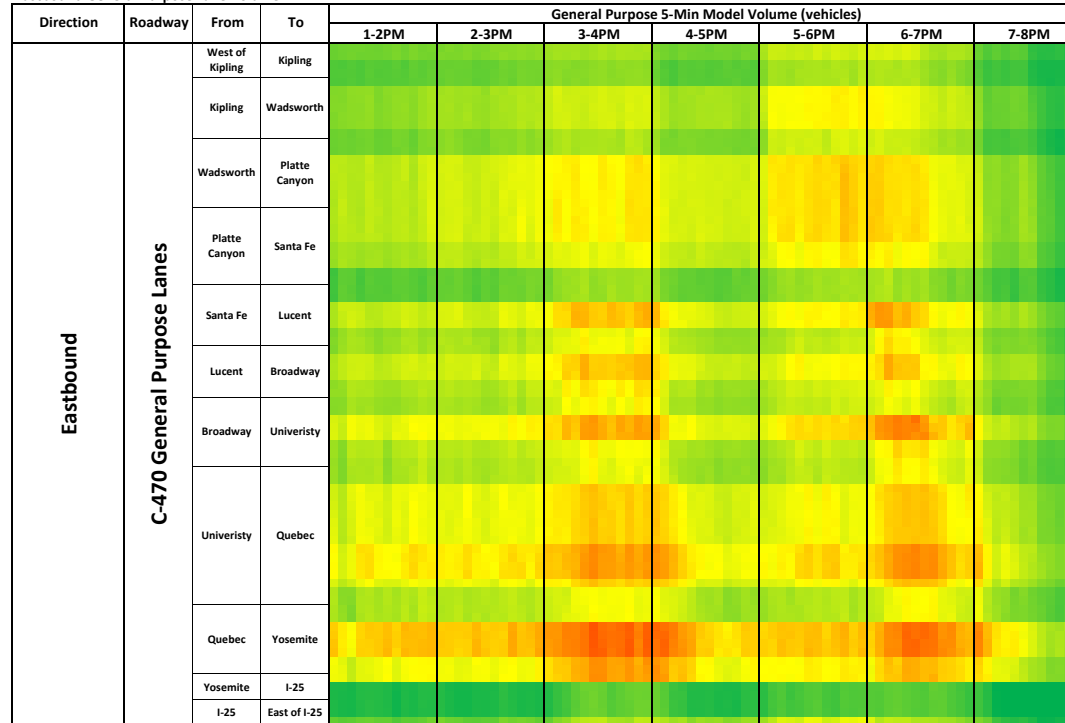 Direction
Roadway
From
To
General Purpose 5-Min Model Volume (vehicles)
1-2PM
2-3PM
3-4PM
4-5PM
5-6PM
6-7PM
7-8PM
Eastbound
C-470 General Purpose Lanes
West of
Kipling
Kipling
Kipling
Wadsworth
Wadsworth
Platte
Canyon
Platte
Canyon
Santa Fe
Santa Fe
Lucent
Lucent
Broadway
Broadway
Univeristy
Univeristy
Quebec
Quebec
Yosemite
Yosemite
I-25
I-25
East of I-25